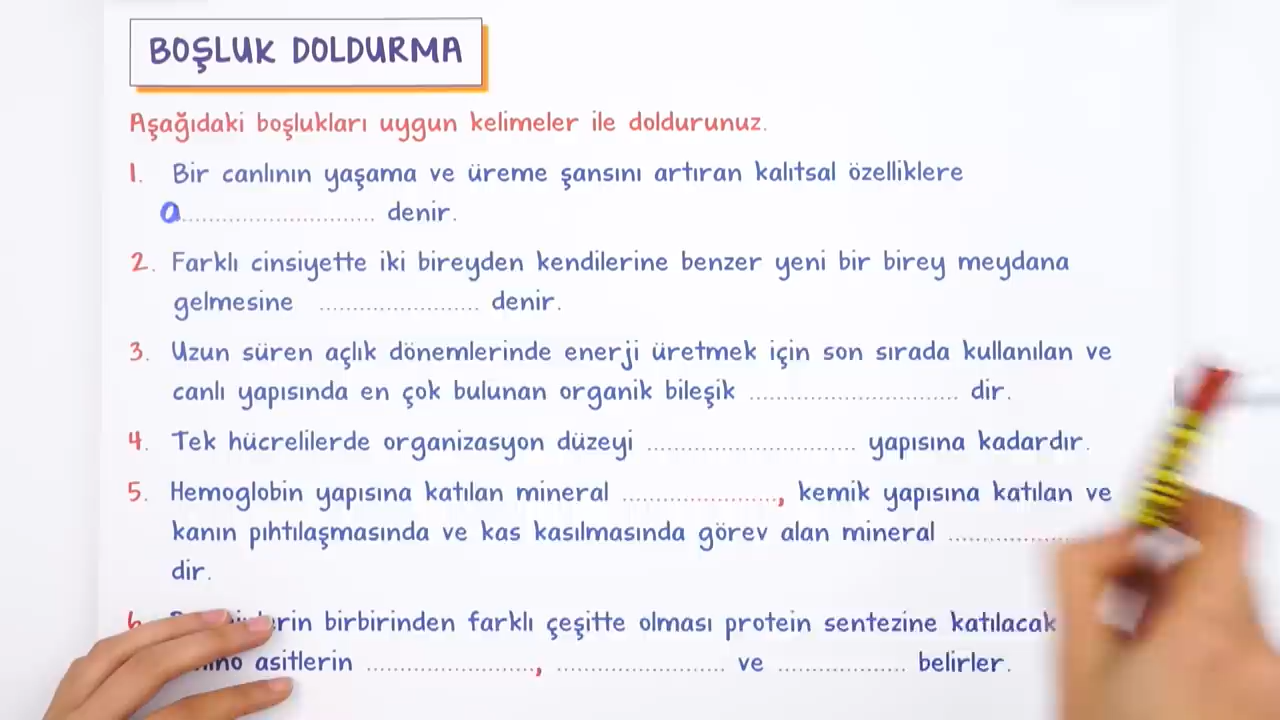 BOŞLUK DOLDURMA
Aşağıdaki boşlukları uygun kelimeler ile doldurunuz.
1. Bir canlının yaşama ve üreme şansını artıran kalıtsal özelliklere
a........................... denir.
2. Farklı cinsiyette iki bireyden kendilerine benzer yeni bir birey meydana
gelmesine ........................ denir.
3. Uzun süren açlık dönemlerinde enerji üretmek için son sırada kullanılan ve
canlı yapısında en çok bulunan organik bileşik ............................... dir.
4. Tek hücrelilerde organizasyon düzeyi ............................... yapısına kadardır.
5. Hemoglobin yapısına katılan mineral ......................., kemik yapısına katılan ve
kanın pıhtılaşmasında ve kas kasılmasında görev alan mineral ...................
dir.
6. birbirinden farklı çeşitte olması protein sentezine katılacak
asitlerin ........................., ......................... ve ................... belirler.